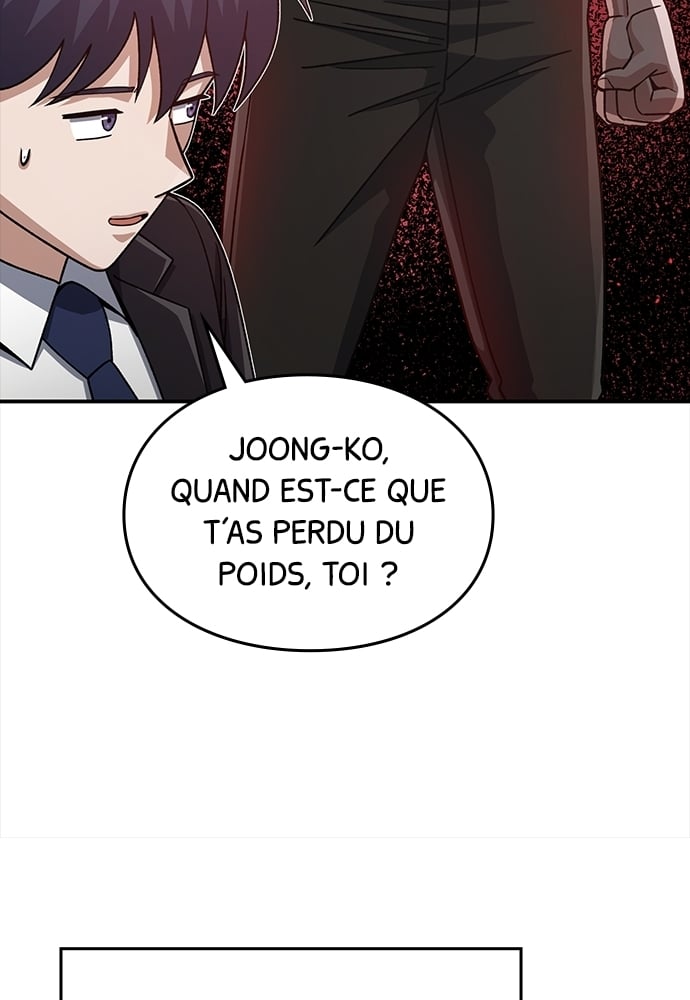 JOONG-KO,
QUAND EST-CE QUE
T'AS PERDU DU
POIDS, TOI ?